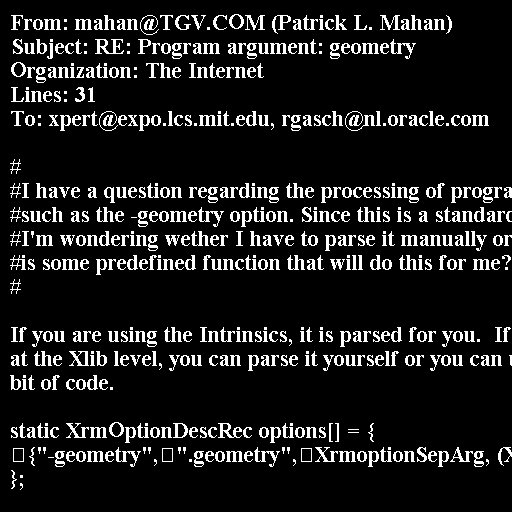 From: mahan@TGV.COM (Patrick L. Mahan)
Subject: RE: Program argument: geometry
Organization: The Internet
Lines: 31
To: xpert@expo.lcs.mit.edu, rgasch@nl.oracle.com

#
#I have a question regarding the processing of progra
#such as the -geometry option. Since this is a standard
#I'm wondering wether I have to parse it manually or
#is some predefined function that will do this for me?
#

If you are using the Intrinsics, it is parsed for you.  If
at the Xlib level, you can parse it yourself or you can u
bit of code.

static XrmOptionDescRec options[] = {
{"-geometry", ".geometry", XrmoptionSepArg, (X
};